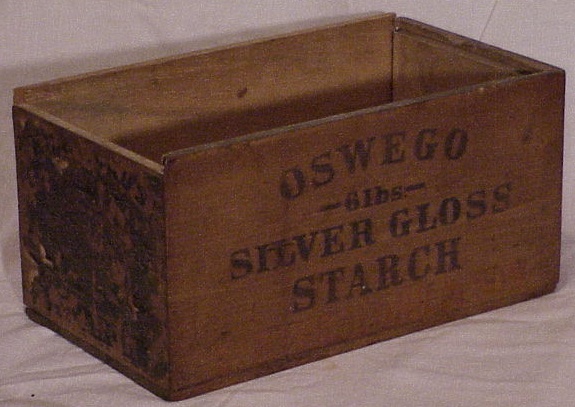 OSWEGO
—6lbs—
SILVER GLOSS
STARCH